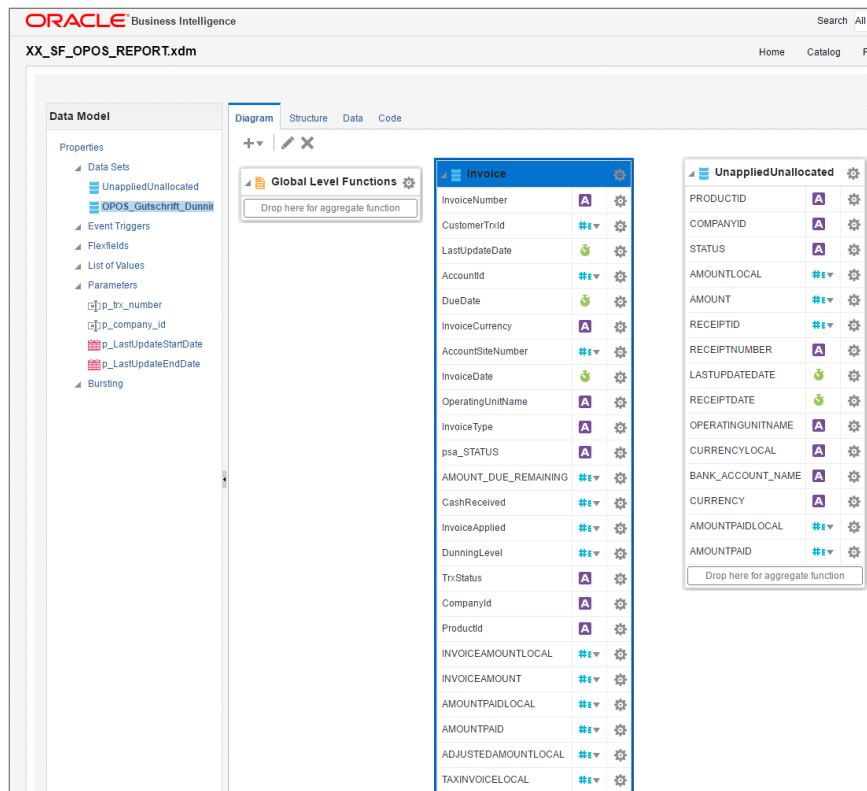 ORACLE Business Intelligence
Search All
XX_SF_OPOS_REPORT.xdm
Home Catalog
Data Model
Properties
Data Sets
UnappliedUnallocated
OPOS_Gutschrift_Dunnin
Event Triggers
Flexfields
List of Values
Parameters
p_trx_number
p_company_id
p_LastUpdateStartDate
p_LastUpdateEndDate
Bursting
Diagram Structure Data Code
Global Level Functions
Drop here for aggregate function
Invoice
InvoiceNumber
CustomerTrxId
LastUpdateDate
AccountId
DueDate
InvoiceCurrency
AccountSiteNumber
InvoiceDate
OperatingUnitName
InvoiceType
psa_STATUS
AMOUNT_DUE_REMAINING
CashReceived
InvoiceApplied
DunningLevel
TrxStatus
CompanyId
ProductId
INVOICEAMOUNTLOCAL
INVOICEAMOUNT
AMOUNTPAIDLOCAL
AMOUNTPAID
ADJUSTEDAMOUNTLOCAL
TAXINVOICELOCAL
UnappliedUnallocated
PRODUCTID
COMPANYID
STATUS
AMOUNTLOCAL
AMOUNT
RECEIPTID
RECEIPTNUMBER
LASTUPDATEDATE
RECEIPTDATE
OPERATINGUNITNAME
CURRENCYLOCAL
BANK_ACCOUNT_NAME
CURRENCY
AMOUNTPAIDLOCAL
AMOUNTPAID
Drop here for aggregate function